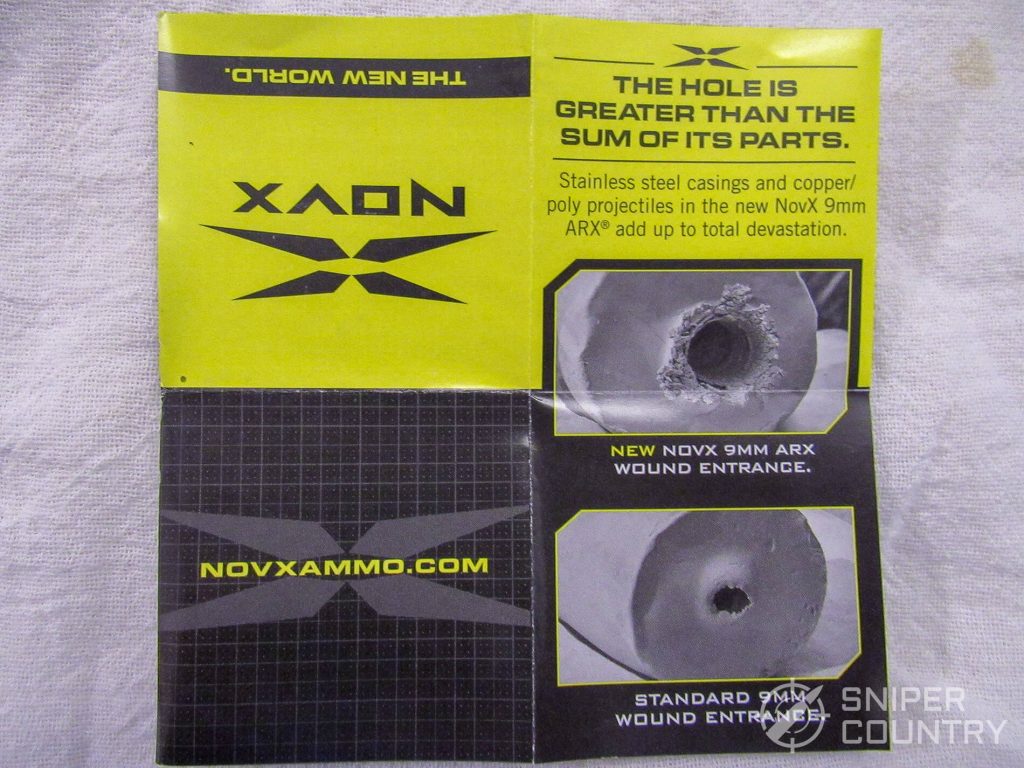 THE NEW WORLD.
NOVX
THE HOLE IS
GREATER THAN THE
SUM OF ITS PARTS.
Stainless steel casings and copper/
poly projectiles in the new NovX 9mm
ARX® add up to total devastation.
NEW NOVX 9MM ARX
WOUND ENTRANCE.
NOVXAMMO.COM
STANDARD 9MM
WOUND ENTRANCE.
SNIPER
COUNTRY